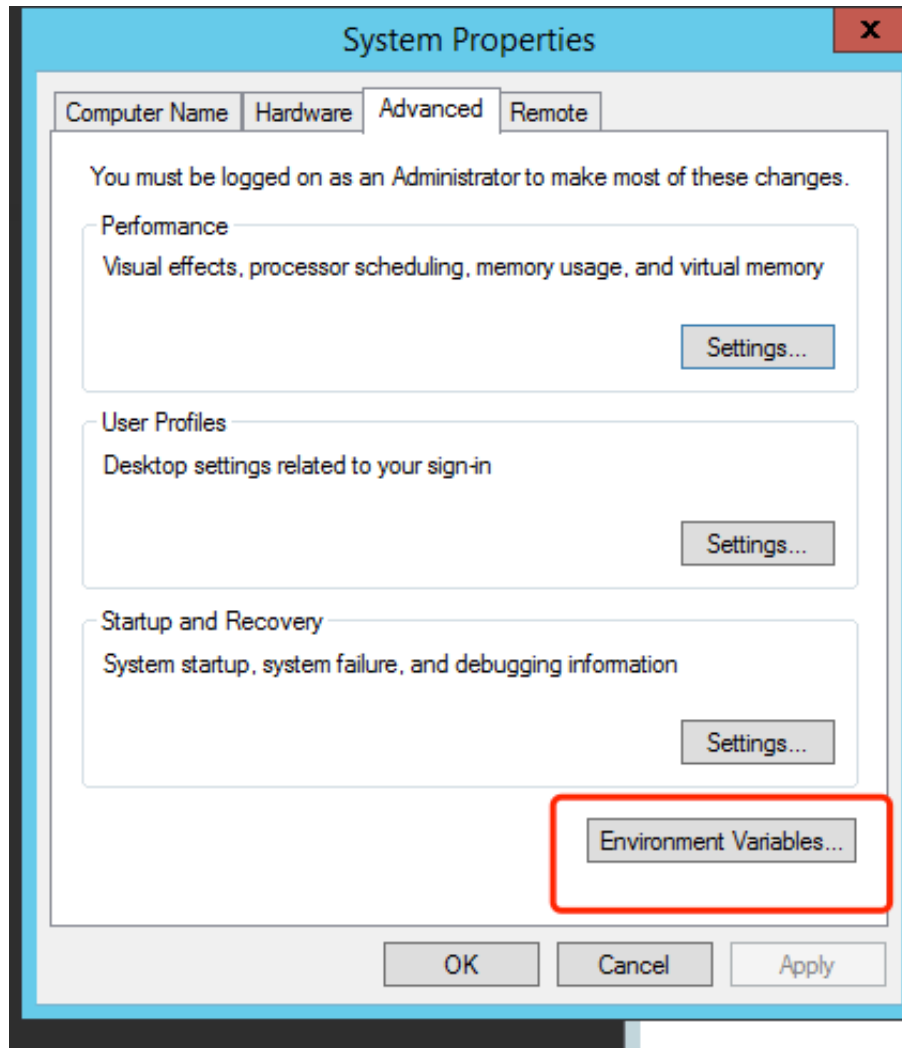 System Properties
x
Computer Name
Hardware
Advanced
Remote
You must be logged on as an Administrator to make most of these changes.
Performance
Visual effects, processor scheduling, memory usage, and virtual memory
Settings...
User Profiles
Desktop settings related to your sign-in
Settings...
Startup and Recovery
System startup, system failure, and debugging information
Settings...
Environment Variables...
OK
Cancel
Apply